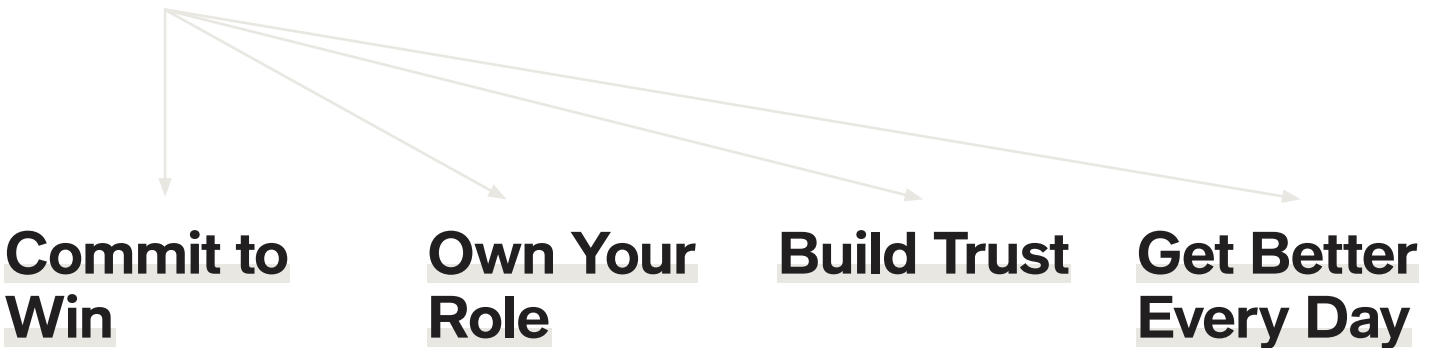 Commit to
Win
Own Your
Role
Build Trust
Get Better
Every Day